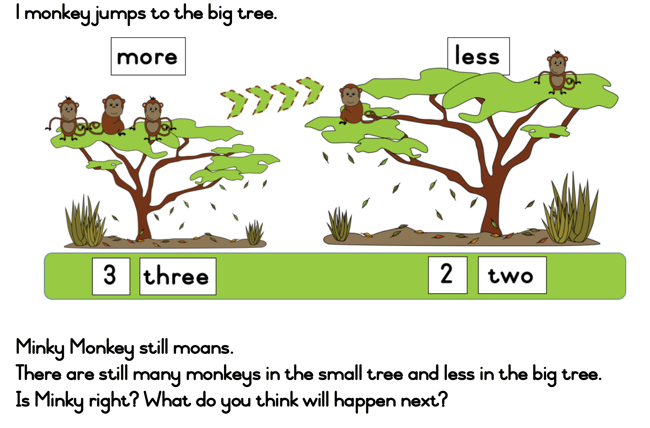 1 monkey jumps to the big tree.
more
less
3 three
2 two
Minky Monkey still moans.
There are still many monkeys in the small tree and less in the big tree.
Is Minky right? What do you think will happen next?